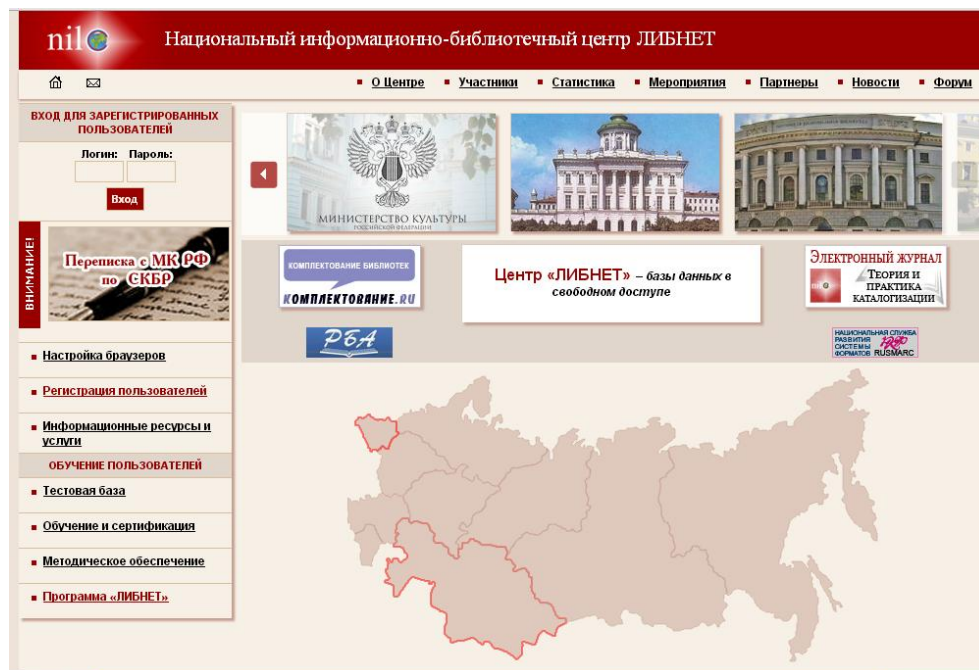 nilc
Национальный информационно-библиотечный центр ЛИБНЕТ
О Центре
Участники
Статистика
Мероприятия
Партнеры
Новости
Форум
ВХОД ДЛЯ ЗАРЕГИСТРИРОВАННЫХ
ПОЛЬЗОВАТЕЛЕЙ
Логин: Пароль:
Вход
ВНИМАНИЕ!
Переписка с МК РФ
по СКБР
Настройка браузеров
Регистрация пользователей
Информационные ресурсы и
услуги
ОБУЧЕНИЕ ПОЛЬЗОВАТЕЛЕЙ
Тестовая база
Обучение и сертификация
Методическое обеспечение
Программа «ЛИБНЕТ»
МИНИСТЕРСТВО КУЛЬТУРЫ
РОССИЙСКОЙ ФЕДЕРАЦИИ
КОМПЛЕКТОВАНИЕ БИБЛИОТЕК
КОМПЛЕКТОВАНИЕ.RU
Центр «ЛИБНЕТ» – базы данных в
свободном доступе
ЭЛЕКТРОННЫЙ ЖУРНАЛ
ТЕОРИЯ И
ПРАКТИКА
КАТАЛОГИЗАЦИИ
РБА
НАЦИОНАЛЬНАЯ СЛУЖБА
РАЗВИТИЯ
СИСТЕМЫ
ФОРМАТОВ RUSMARC